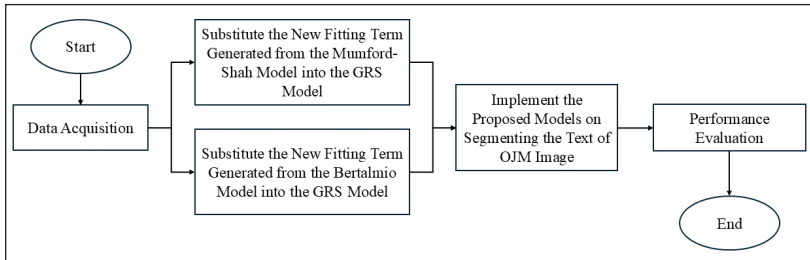 Start
Data Acquisition
Substitute the New Fitting Term
Generated from the Mumford-
Shah Model into the GRS
Model
Substitute the New Fitting Term
Generated from the Bertalmio
Model into the GRS Model
Implement the
Proposed Models on
Segmenting the Text of
OJM Image
Performance
Evaluation
End